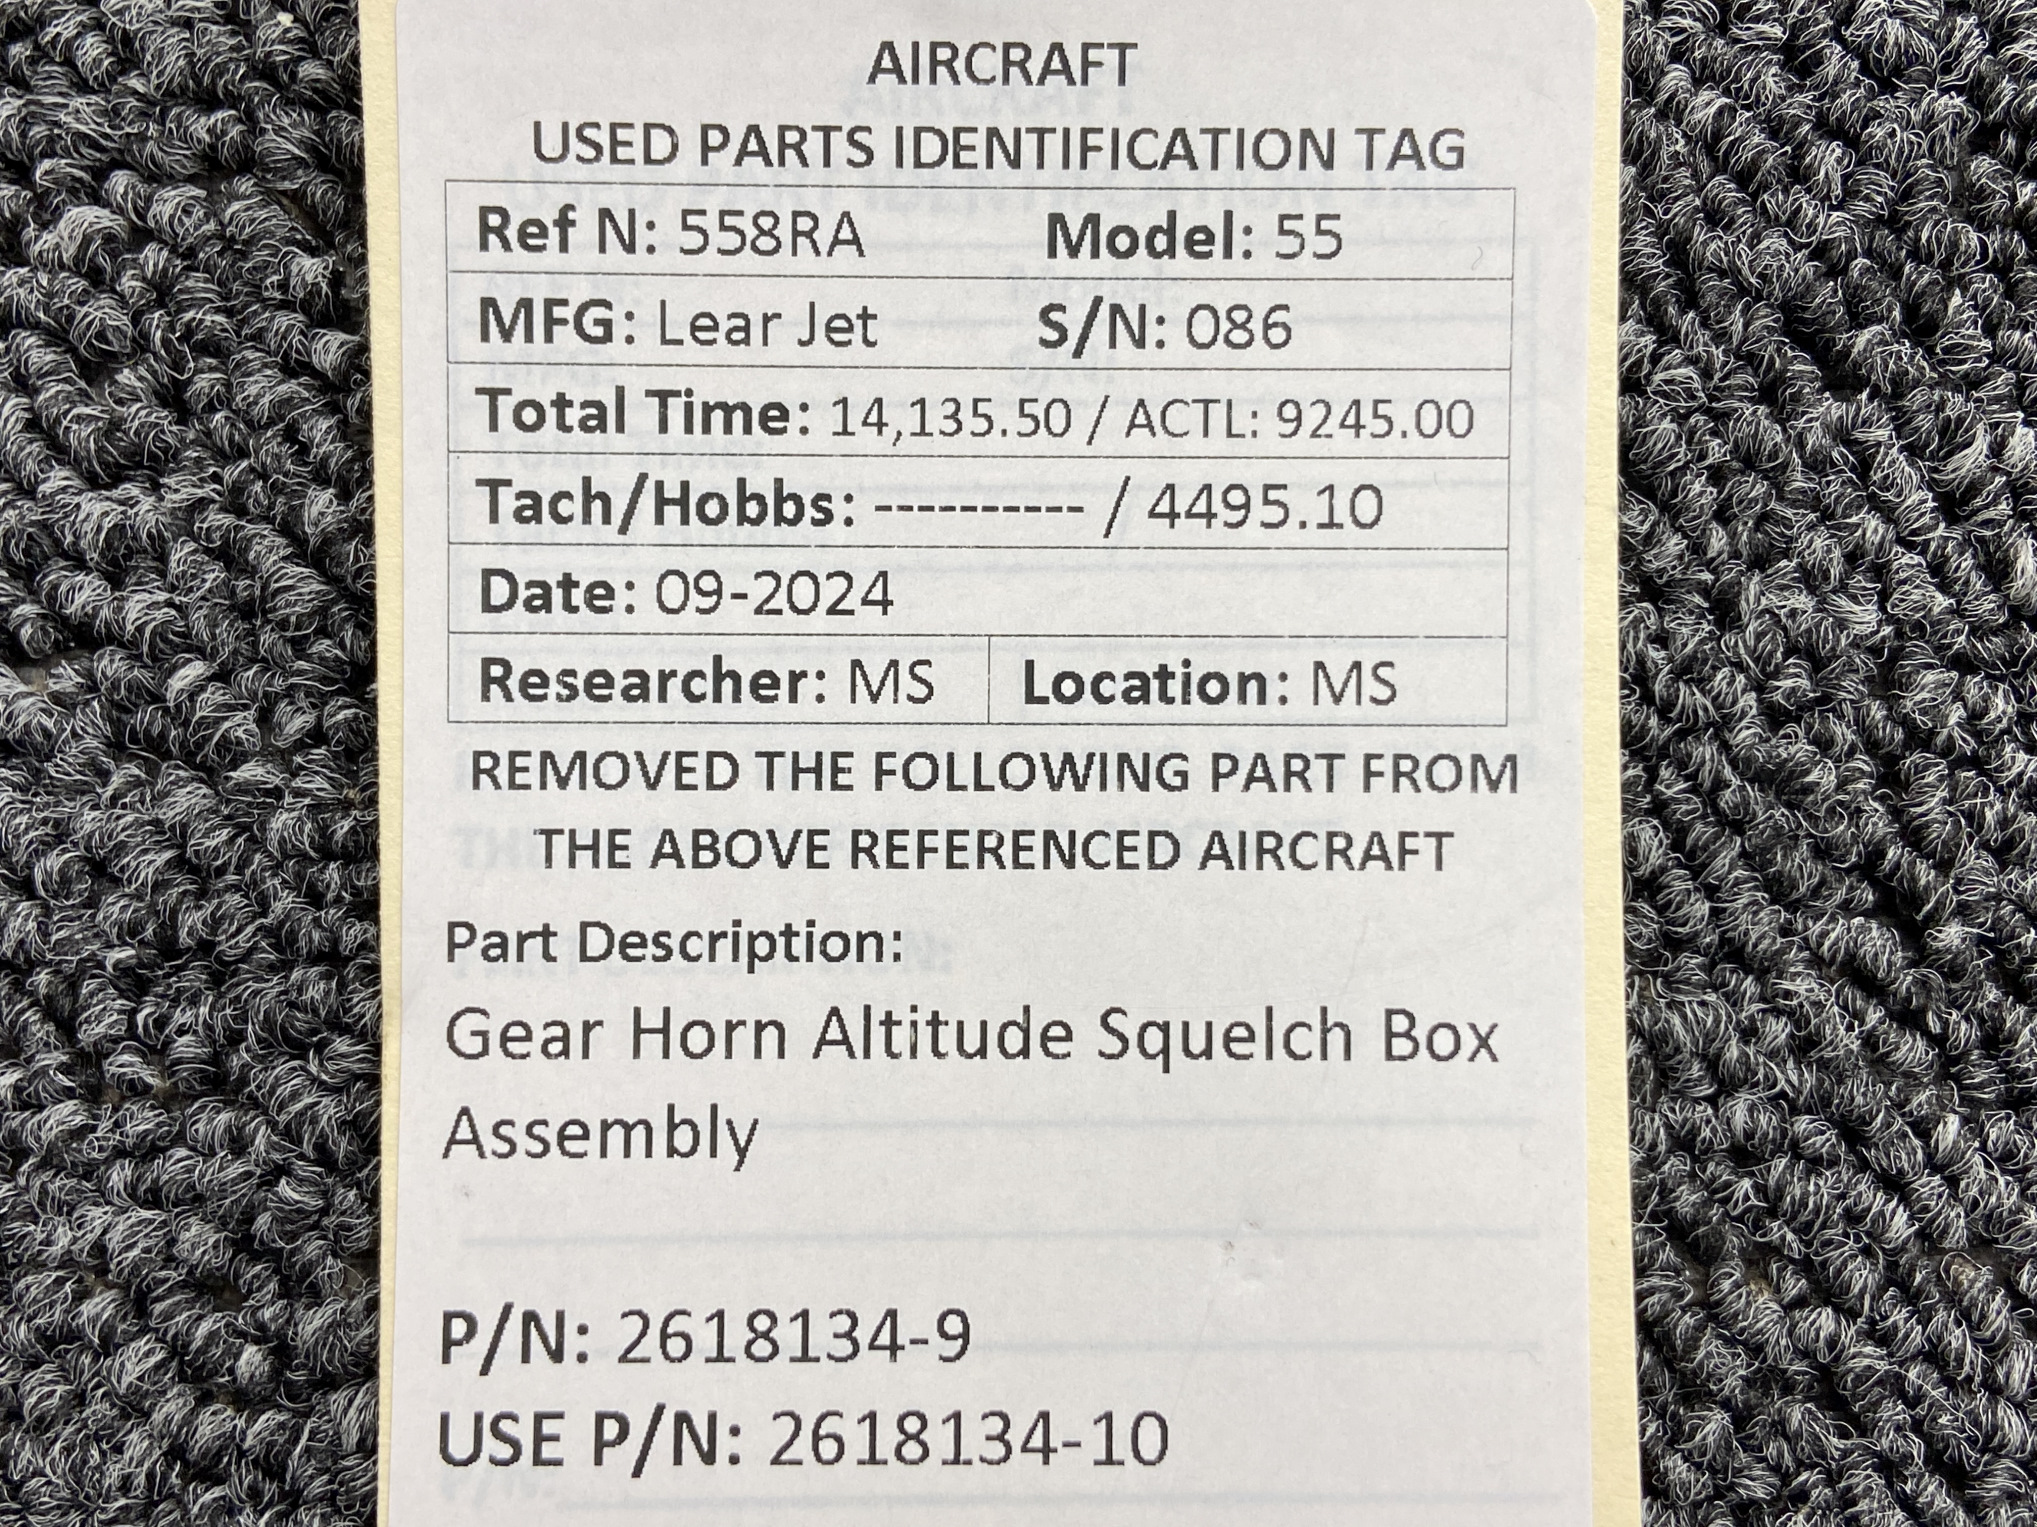 AIRCRAFT
USED PARTS IDENTIFICATION TAG
Ref N: 558RA Model: 55
MFG: Lear Jet S/N: 086
Total Time: 14,135.50 / ACTL: 9245.00
Tach/Hobbs: ---------- / 4495.10
Date: 09-2024
Researcher: MS Location: MS
REMOVED THE FOLLOWING PART FROM
THE ABOVE REFERENCED AIRCRAFT
Part Description:
Gear Horn Altitude Squelch Box
Assembly
P/N: 2618134-9
USE P/N: 2618134-10